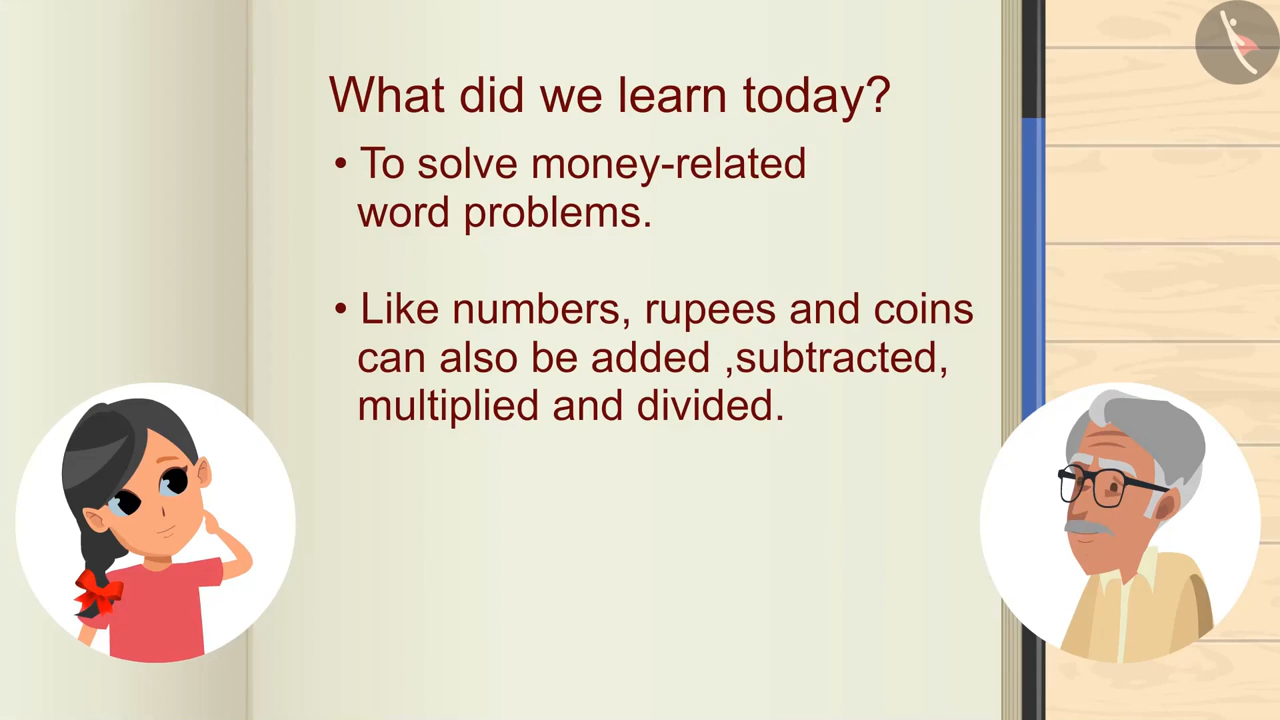 What did we learn today?
• To solve money-related
word problems.
• Like numbers, rupees and coins
can also be added ,subtracted,
multiplied and divided.